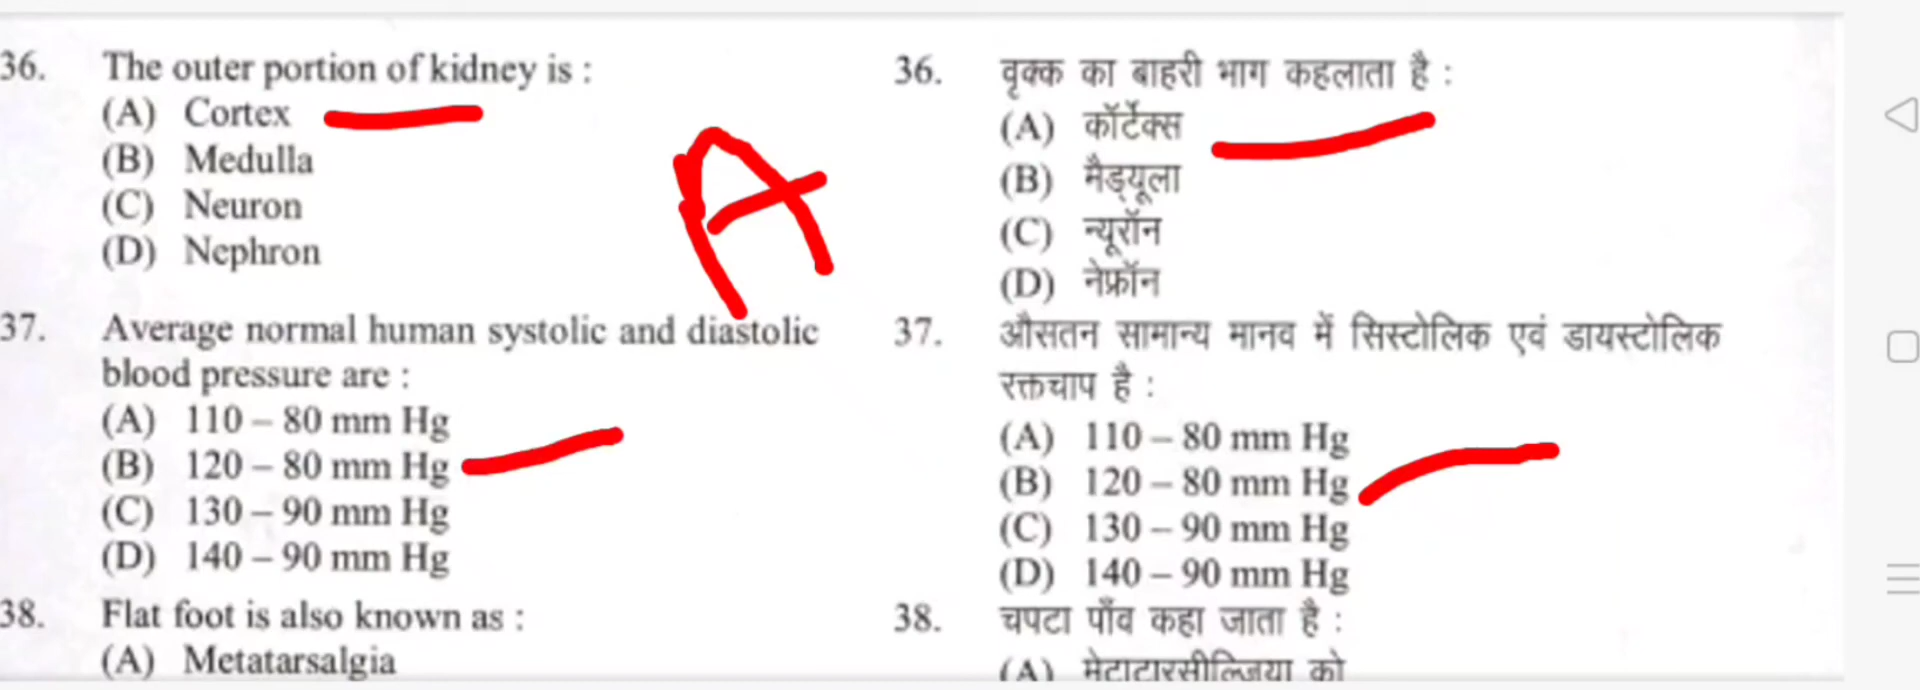 36. The outer portion of kidney is :
(A) Cortex
(B) Medulla
(C) Neuron
(D) Nephron
A
37. Average normal human systolic and diastolic
blood pressure are :
(A) 110 – 80 mm Hg
(B) 120 – 80 mm Hg
(C) 130 – 90 mm Hg
(D) 140 – 90 mm Hg
38. Flat foot is also known as :
(A) Metatarsalgia
36. वृक्क का बाहरी भाग कहलाता है :
(A) कॉर्टेक्स
(B) मैड्यूला
(C) न्यूरॉन
(D) नेफ्रॉन
37. औसतन सामान्य मानव में सिस्टोलिक एवं डायस्टोलिक
रक्तचाप है :
(A) 110 – 80 mm Hg
(B) 120 – 80 mm Hg
(C) 130 – 90 mm Hg
(D) 140 – 90 mm Hg
38. चपटा पाँव कहा जाता है :
(A) मेटाटारसील्जिया को